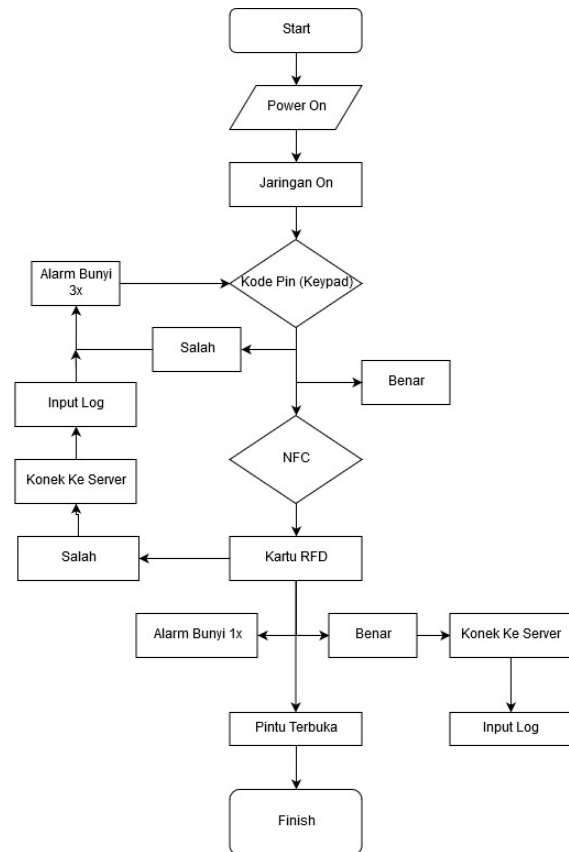 Start
Power On
Jaringan On
Kode Pin (Keypad)
Alarm Bunyi
3x
Salah
Benar
Input Log
NFC
Konek Ke Server
Salah
Kartu RFD
Alarm Bunyi 1x
Benar
Konek Ke Server
Pintu Terbuka
Input Log
Finish